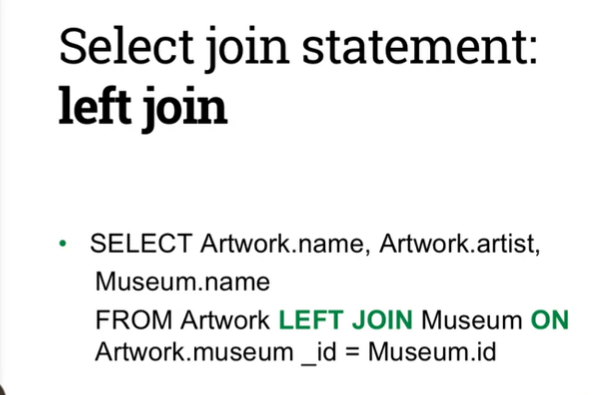 Select join statement:
left join
• SELECT Artwork.name, Artwork.artist,
Museum.name
FROM Artwork LEFT JOIN Museum ON
Artwork.museum _id = Museum.id